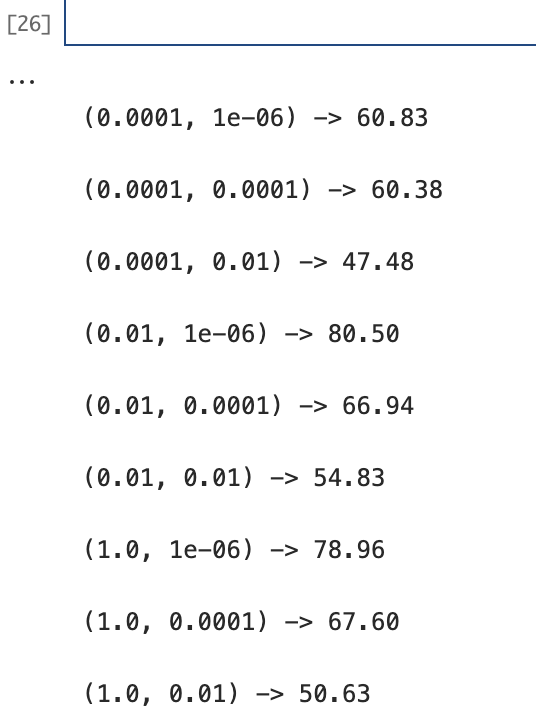 [26]
...
(0.0001, 1e-06) -> 60.83
(0.0001, 0.0001) -> 60.38
(0.0001, 0.01) -> 47.48
(0.01, 1e-06) -> 80.50
(0.01, 0.0001) -> 66.94
(0.01, 0.01) -> 54.83
(1.0, 1e-06) -> 78.96
(1.0, 0.0001) -> 67.60
(1.0, 0.01) -> 50.63